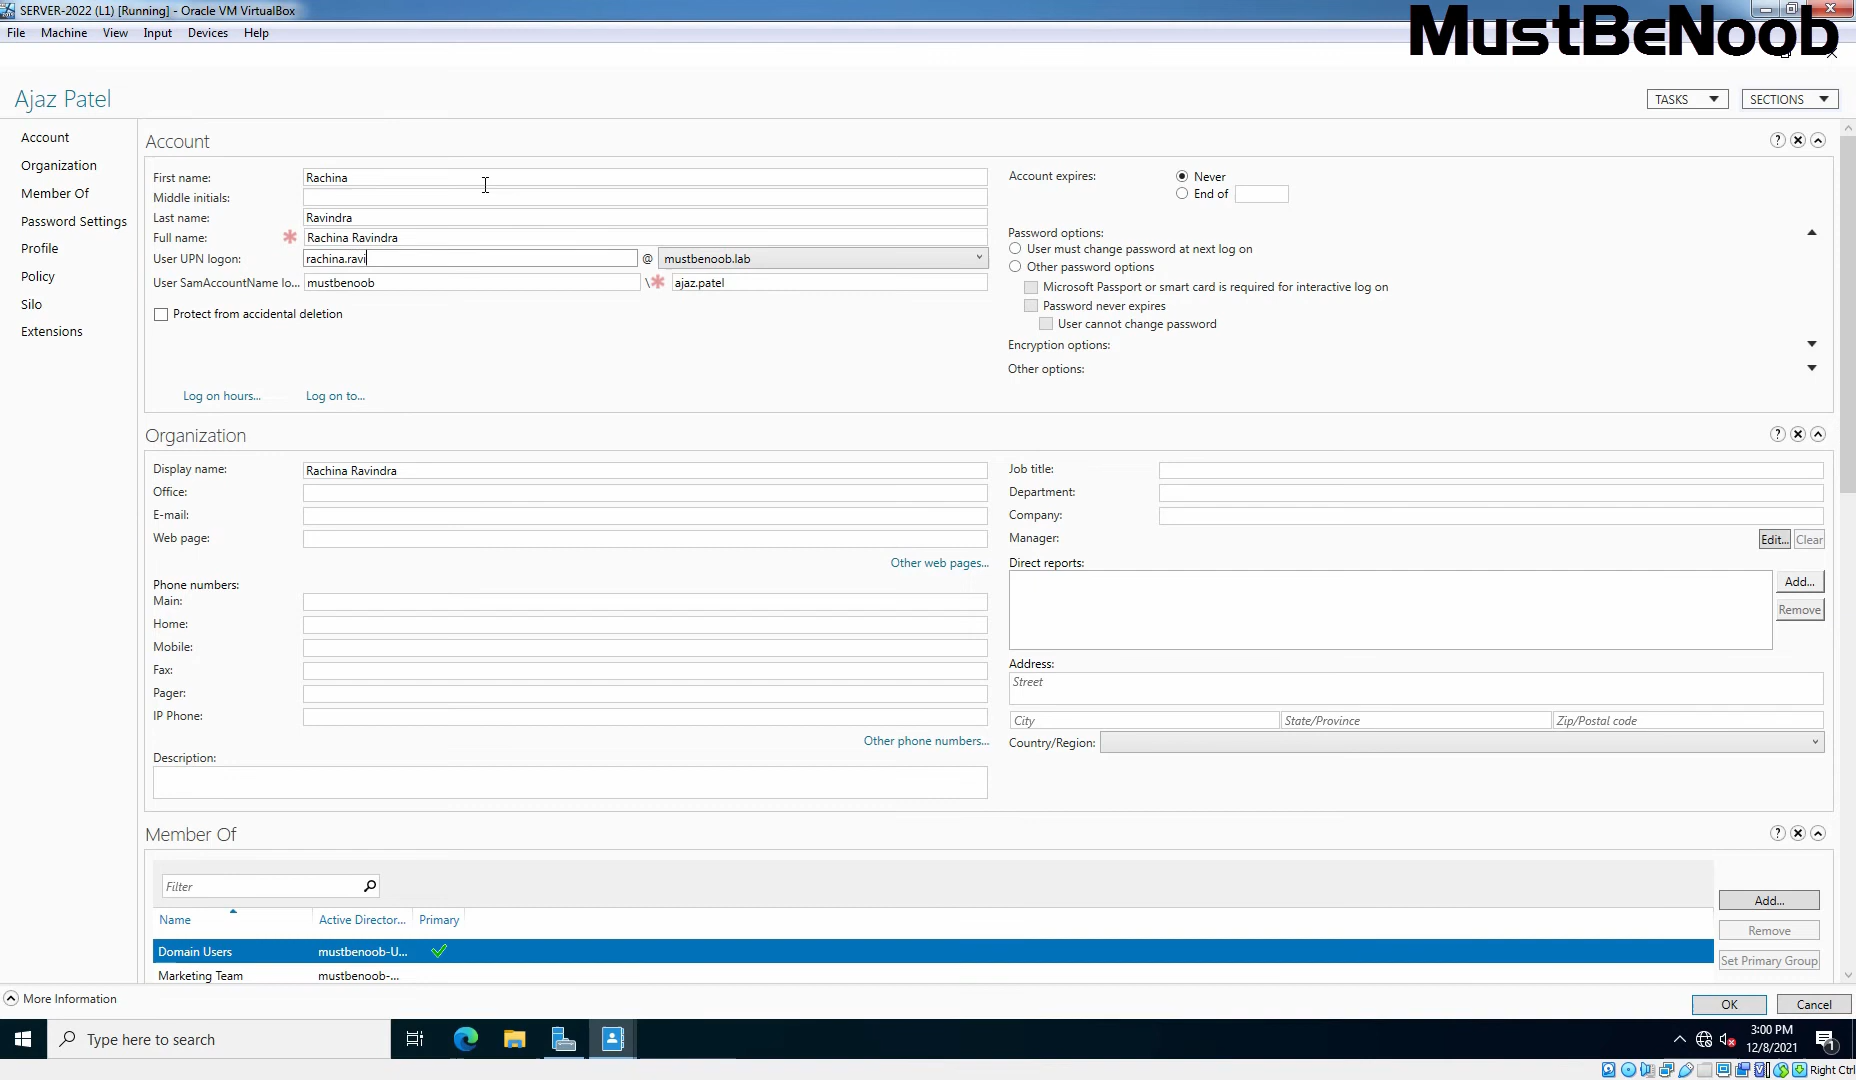 SERVER-2022 (L1) [Running] - Oracle VM VirtualBox
File Machine View Input Devices Help
MustBeNoob
Ajaz Patel
TASKS
SECTIONS
Account
Organization
Member Of
Password Settings
Profile
Policy
Silo
Extensions
Account
First name: Rachina
Middle initials:
Last name: Ravindra
Full name: * Rachina Ravindra
User UPN logon: rachina.ravi @ mustbenoob.lab
User SamAccountName lo... mustbenoob \* ajaz.patel
Protect from accidental deletion
Log on hours... Log on to...
Account expires: Never
End of
Password options:
User must change password at next log on
Other password options
Microsoft Passport or smart card is required for interactive log on
Password never expires
User cannot change password
Encryption options:
Other options:
Organization
Display name: Rachina Ravindra
Office:
E-mail:
Web page:
Other web pages...
Phone numbers:
Main:
Home:
Mobile:
Fax:
Pager:
IP Phone:
Other phone numbers...
Description:
Job title:
Department:
Company:
Manager: Edit... Clear
Direct reports:
Add...
Remove
Address:
Street
City State/Province Zip/Postal code
Country/Region:
Member Of
Filter
Name Active Director... Primary
Domain Users mustbenoob-U...
Marketing Team mustbenoob-...
Add...
Remove
Set Primary Group
More Information
OK Cancel
Type here to search
3:00 PM
12/8/2021
1
Right Ctrl